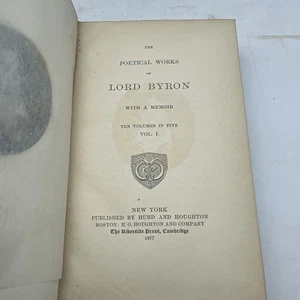 THE
POETICAL WORKS
OF
LORD BYRON
WITH A MEMOIR
TEN VOLUMES IN FIVE
VOL. I.
NEW YORK
PUBLISHED BY HURD AND HOUGHTON
BOSTON: H. O. HOUGHTON AND COMPANY
The Riverside Press, Cambridge
1877